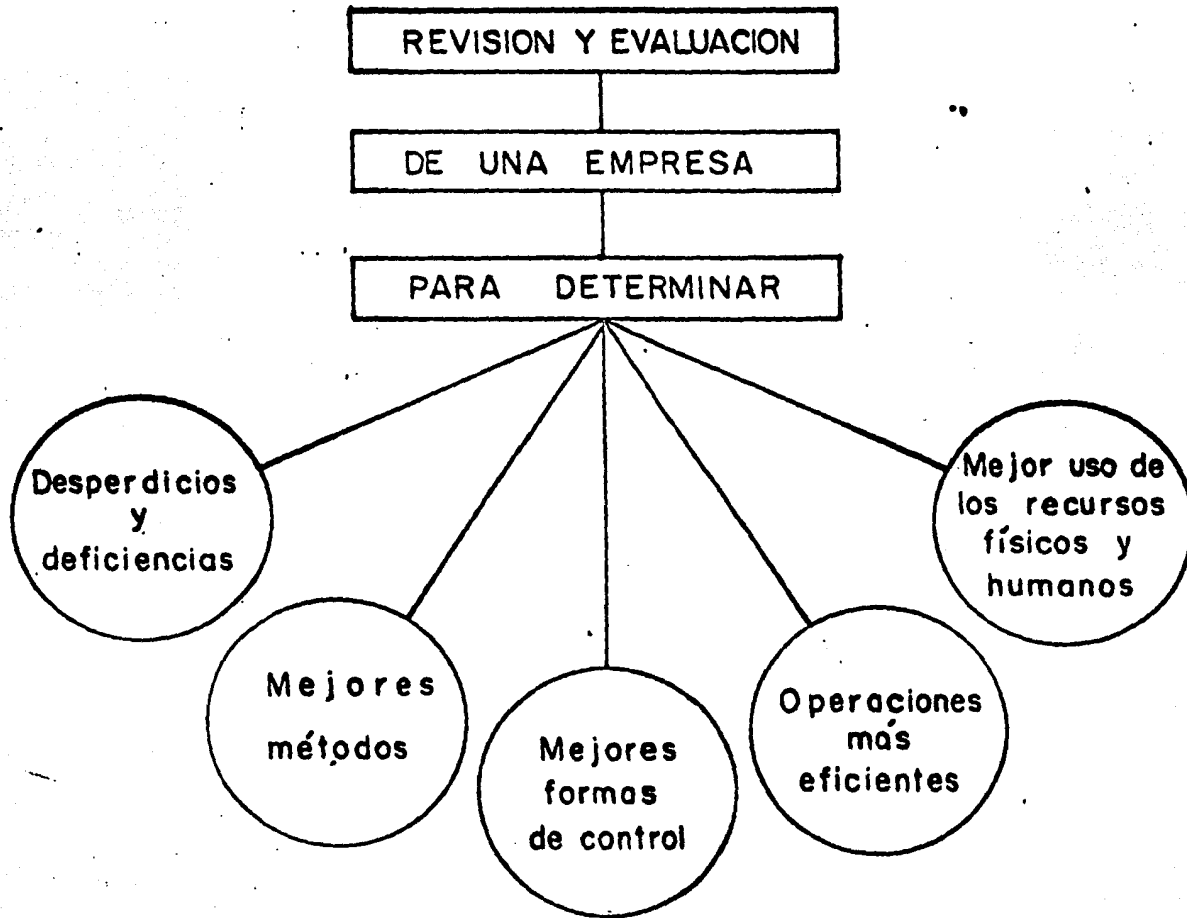 REVISION Y EVALUACION
DE UNA EMPRESA
PARA DETERMINAR
Desperdicios
y
deficiencias
Mejores
métodos
Mejores
formas
de control
Operaciones
más
eficientes
Mejor uso de
los recursos
físicos y
humanos